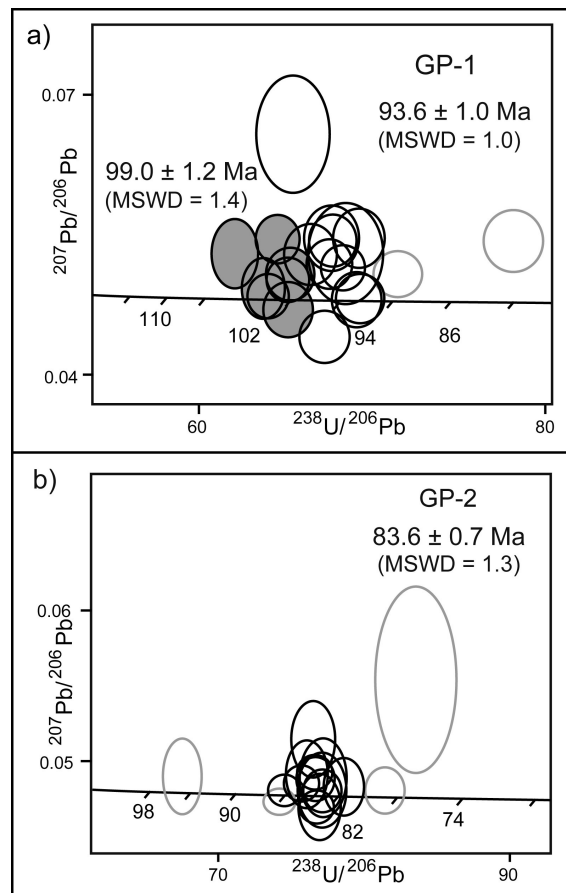 a)
GP-1
0.07
93.6 ± 1.0 Ma
(MSWD = 1.0)
99.0 ± 1.2 Ma
(MSWD = 1.4)
²⁰⁷Pb/²⁰⁶Pb
110
102
94
86
0.04
60
²³⁸U/²⁰⁶Pb
80
b)
GP-2
83.6 ± 0.7 Ma
(MSWD = 1.3)
0.06
²⁰⁷Pb/²⁰⁶Pb
0.05
98
90
82
74
70
²³⁸U/²⁰⁶Pb
90